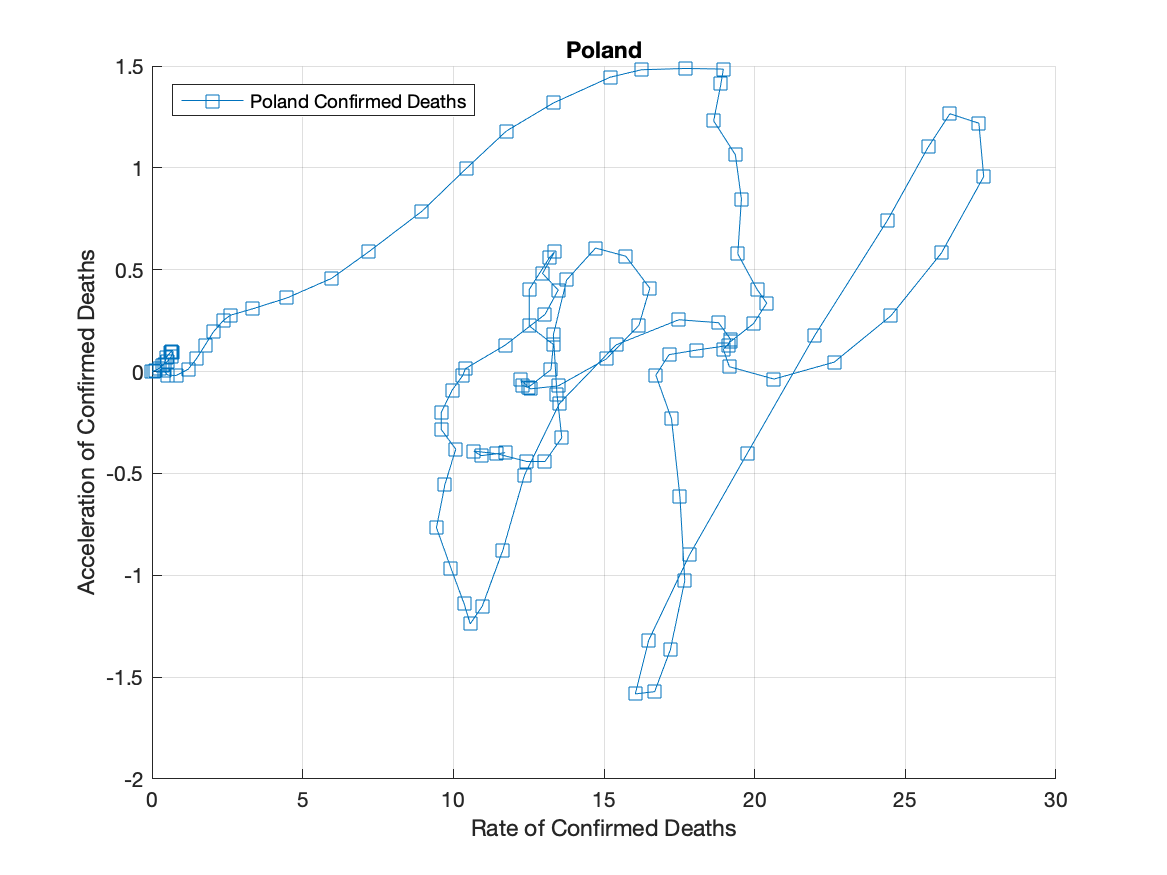 Poland
Poland Confirmed Deaths
1.5
1
0.5
0
-0.5
-1
-1.5
-2
Acceleration of Confirmed Deaths
0 5 10 15 20 25 30
Rate of Confirmed Deaths